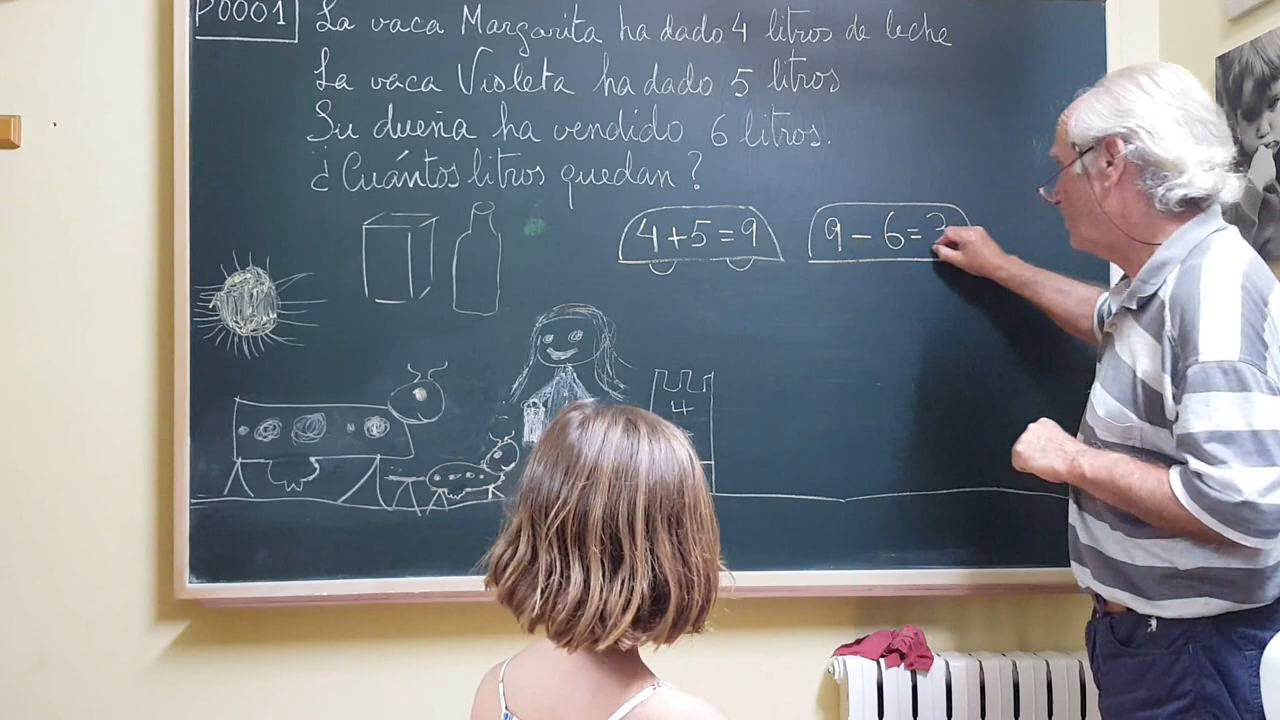 P0001
La vaca Margarita ha dado 4 litros de leche
La vaca Violeta ha dado 5 litros
Su dueña ha vendido 6 litros.
¿Cuántos litros quedan?
4+5=9
9-6=3
4